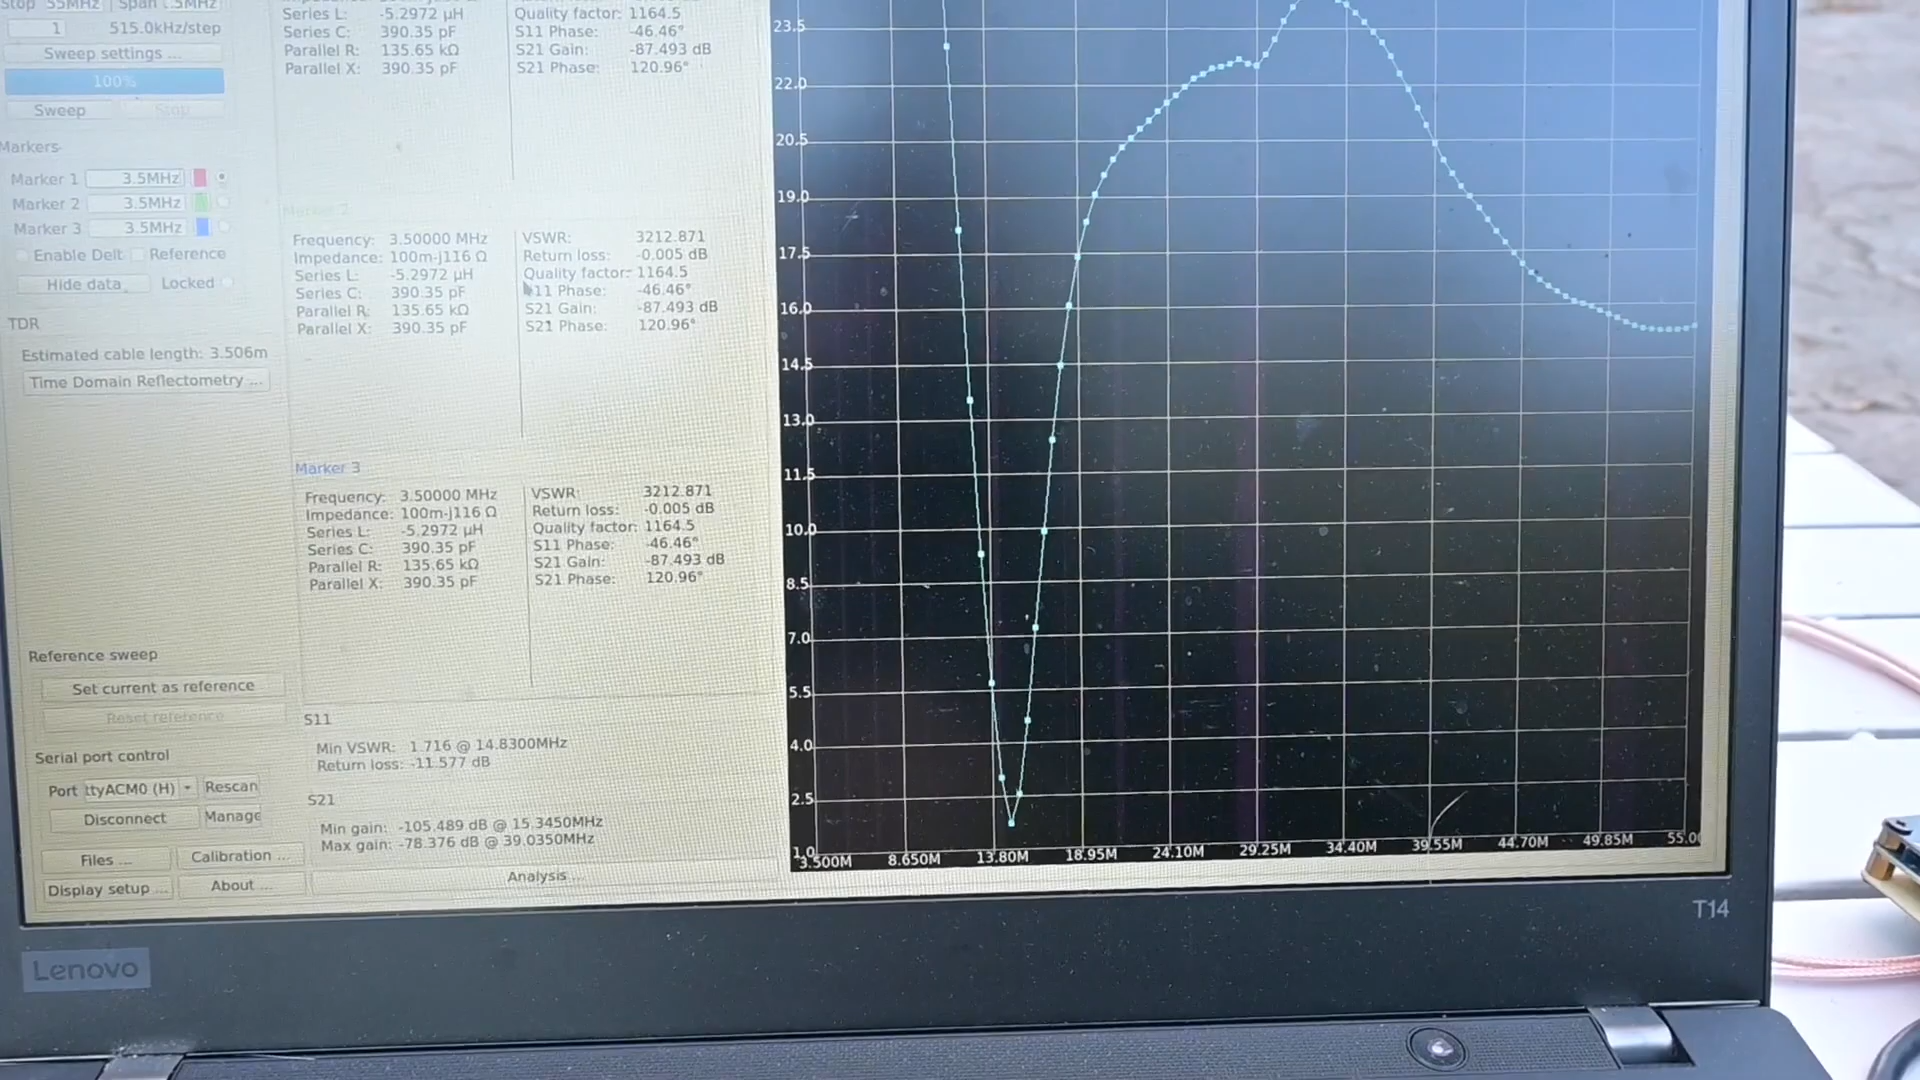 Stop 55MHz Span .5MHz
1 515.0kHz/step
Sweep settings ...
100%
Sweep Stop
Markers
Marker 1 3.5MHz
Marker 2 3.5MHz
Marker 3 3.5MHz
Enable Delt Reference
Hide data Locked
TDR
Estimated cable length: 3.506m
Time Domain Reflectometry ...
Reference sweep
Set current as reference
Reset reference
Serial port control
Port ttyACM0 (H) Rescan
Disconnect Manage
Files ... Calibration ...
Display setup ... About ...
Series L: -5.2972 µH
Series C: 390.35 pF
Parallel R: 135.65 kΩ
Parallel X: 390.35 pF
Quality factor: 1164.5
S11 Phase: -46.46°
S21 Gain: -87.493 dB
S21 Phase: 120.96°
Marker 2
Frequency: 3.50000 MHz
Impedance: 100m-j116 Ω
Series L: -5.2972 µH
Series C: 390.35 pF
Parallel R: 135.65 kΩ
Parallel X: 390.35 pF
VSWR: 3212.871
Return loss: -0.005 dB
Quality factor: 1164.5
S11 Phase: -46.46°
S21 Gain: -87.493 dB
S21 Phase: 120.96°
Marker 3
Frequency: 3.50000 MHz
Impedance: 100m-j116 Ω
Series L: -5.2972 µH
Series C: 390.35 pF
Parallel R: 135.65 kΩ
Parallel X: 390.35 pF
VSWR: 3212.871
Return loss: -0.005 dB
Quality factor: 1164.5
S11 Phase: -46.46°
S21 Gain: -87.493 dB
S21 Phase: 120.96°
S11
Min VSWR: 1.716 @ 14.8300MHz
Return loss: -11.577 dB
S21
Min gain: -105.489 dB @ 15.3450MHz
Max gain: -78.376 dB @ 39.0350MHz
Analysis ...
23.5
22.0
20.5
19.0
17.5
16.0
14.5
13.0
11.5
10.0
8.5
7.0
5.5
4.0
2.5
1.0
3.500M 8.650M 13.80M 18.95M 24.10M 29.25M 34.40M 39.55M 44.70M 49.85M 55.00
T14
Lenovo